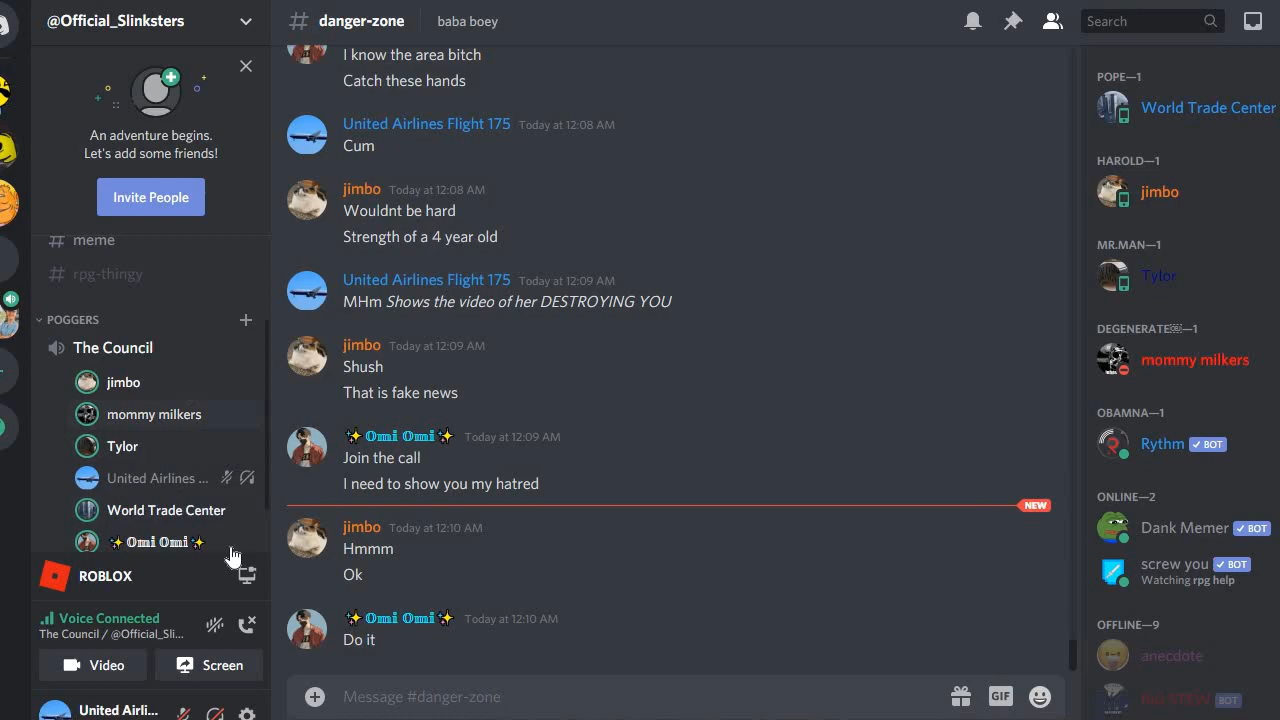 @Official_Slinksters
An adventure begins.
Let's add some friends!
Invite People
# meme
# rpg-thingy
POGGERS
The Council
jimbo
mommy milkers
Tylor
United Airlines ...
World Trade Center
✨𝕆𝕞𝕚 𝕆𝕞𝕚✨
ROBLOX
Voice Connected
The Council / @Official_Sli...
Video
Screen
United Airli...
# danger-zone
baba boey
Search
I know the area bitch
Catch these hands
United Airlines Flight 175 Today at 12:08 AM
Cum
jimbo Today at 12:08 AM
Wouldnt be hard
Strength of a 4 year old
United Airlines Flight 175 Today at 12:09 AM
MHm Shows the video of her DESTROYING YOU
jimbo Today at 12:09 AM
Shush
That is fake news
✨𝕆𝕞𝕚 𝕆𝕞𝕚✨ Today at 12:09 AM
Join the call
I need to show you my hatred
NEW
jimbo Today at 12:10 AM
Hmmm
Ok
✨𝕆𝕞𝕚 𝕆𝕞𝕚✨ Today at 12:10 AM
Do it
Message #danger-zone
GIF
POPE—1
World Trade Center
HAROLD—1
jimbo
MR.MAN—1
Tylor
DEGENERATE—1
mommy milkers
OBAMNA—1
Rythm ✓ BOT
ONLINE—2
Dank Memer ✓ BOT
screw you ✓ BOT
Watching rpg help
OFFLINE—9
anecdote
BOT